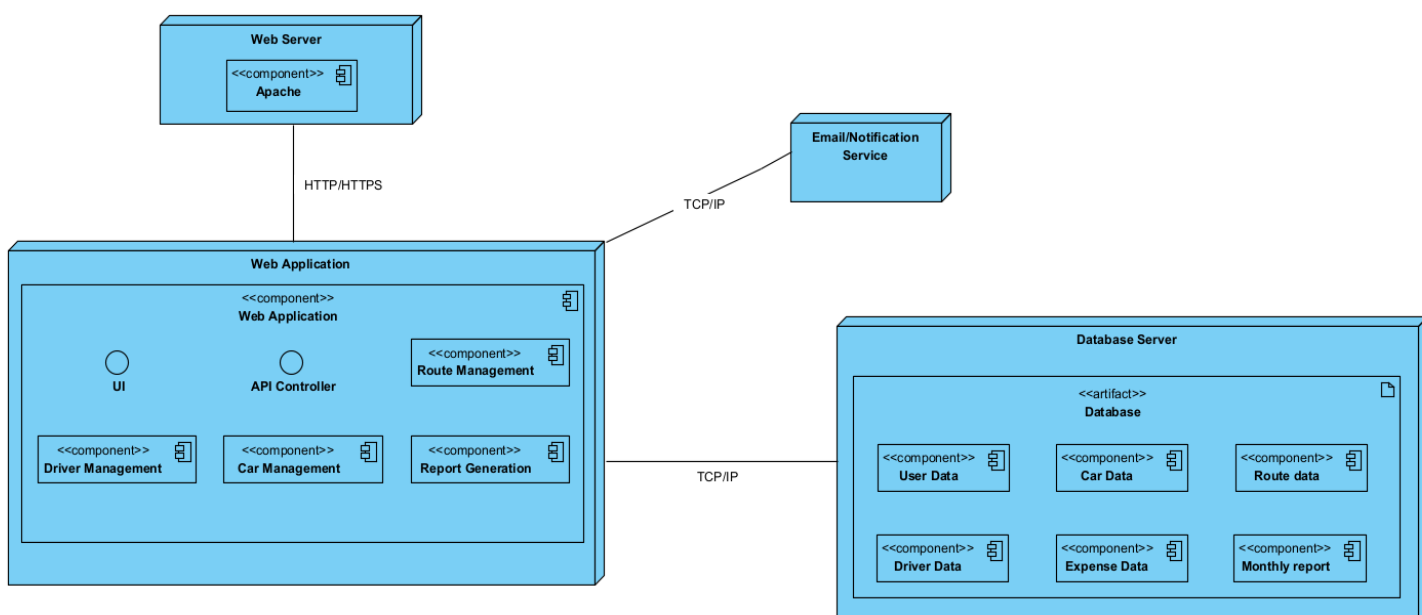 Web Server
<<component>>
Apache
HTTP/HTTPS
Email/Notification
Service
TCP/IP
Web Application
<<component>>
Web Application
UI
API Controller
<<component>>
Route Management
<<component>>
Driver Management
<<component>>
Car Management
<<component>>
Report Generation
TCP/IP
Database Server
<<artifact>>
Database
<<component>>
User Data
<<component>>
Car Data
<<component>>
Route data
<<component>>
Driver Data
<<component>>
Expense Data
<<component>>
Monthly report